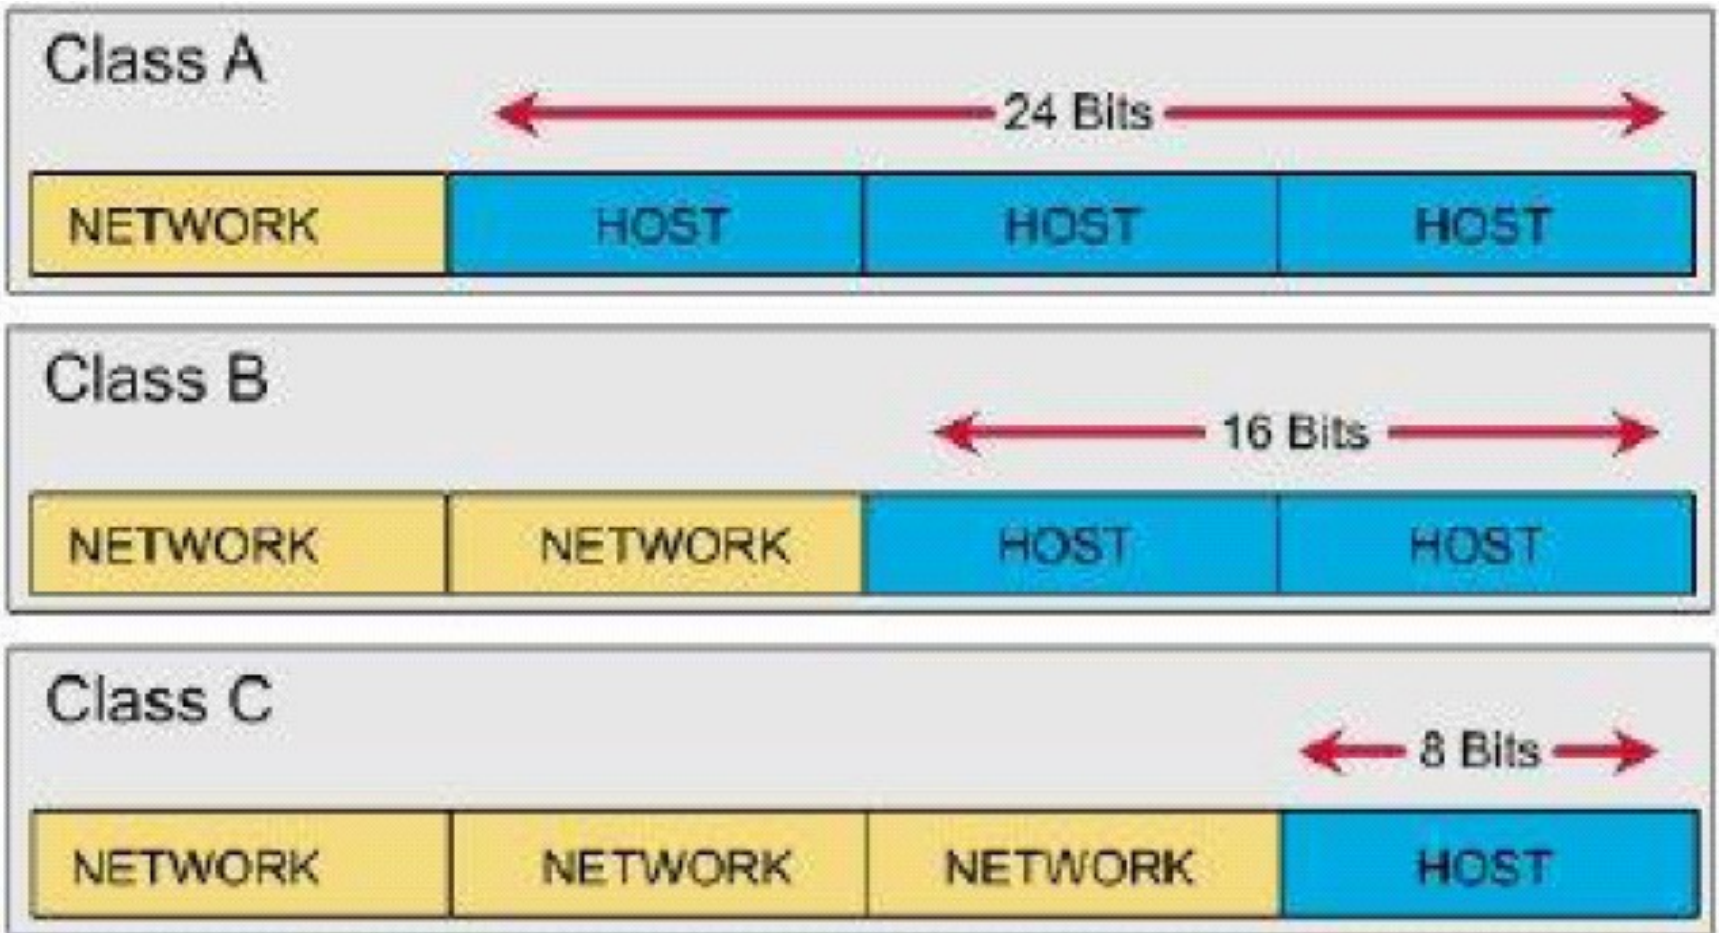 Class A
24 Bits
NETWORK HOST HOST HOST
Class B
16 Bits
NETWORK NETWORK HOST HOST
Class C
8 Bits
NETWORK NETWORK NETWORK HOST